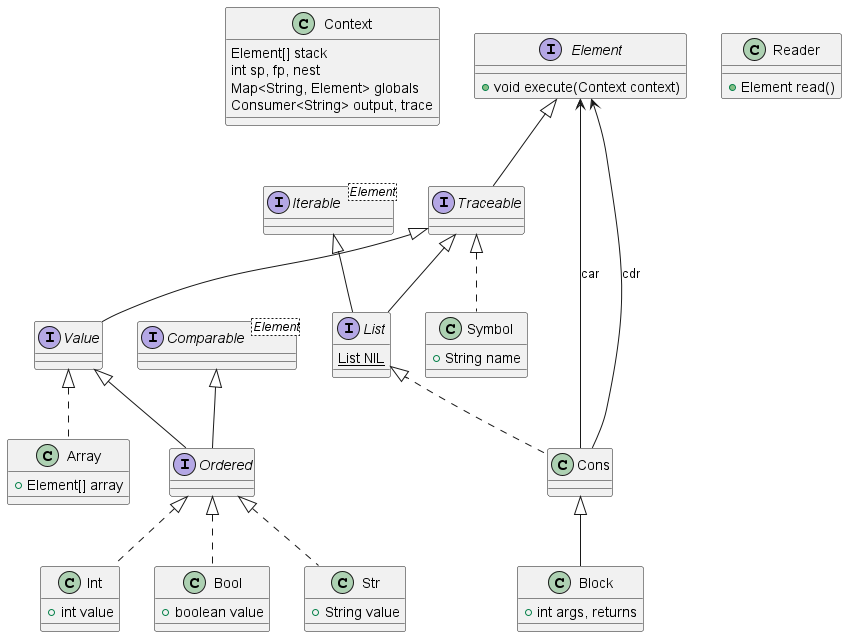 C Context
Element[] stack
int sp, fp, nest
Map<String, Element> globals
Consumer<String> output, trace
I Element
void execute(Context context)
C Reader
Element read()
I Iterable
Element
I Traceable
car
cdr
I Value
I Comparable
Element
I List
List NIL
C Symbol
String name
C Array
Element[] array
I Ordered
C Cons
C Int
int value
C Bool
boolean value
C Str
String value
C Block
int args, returns